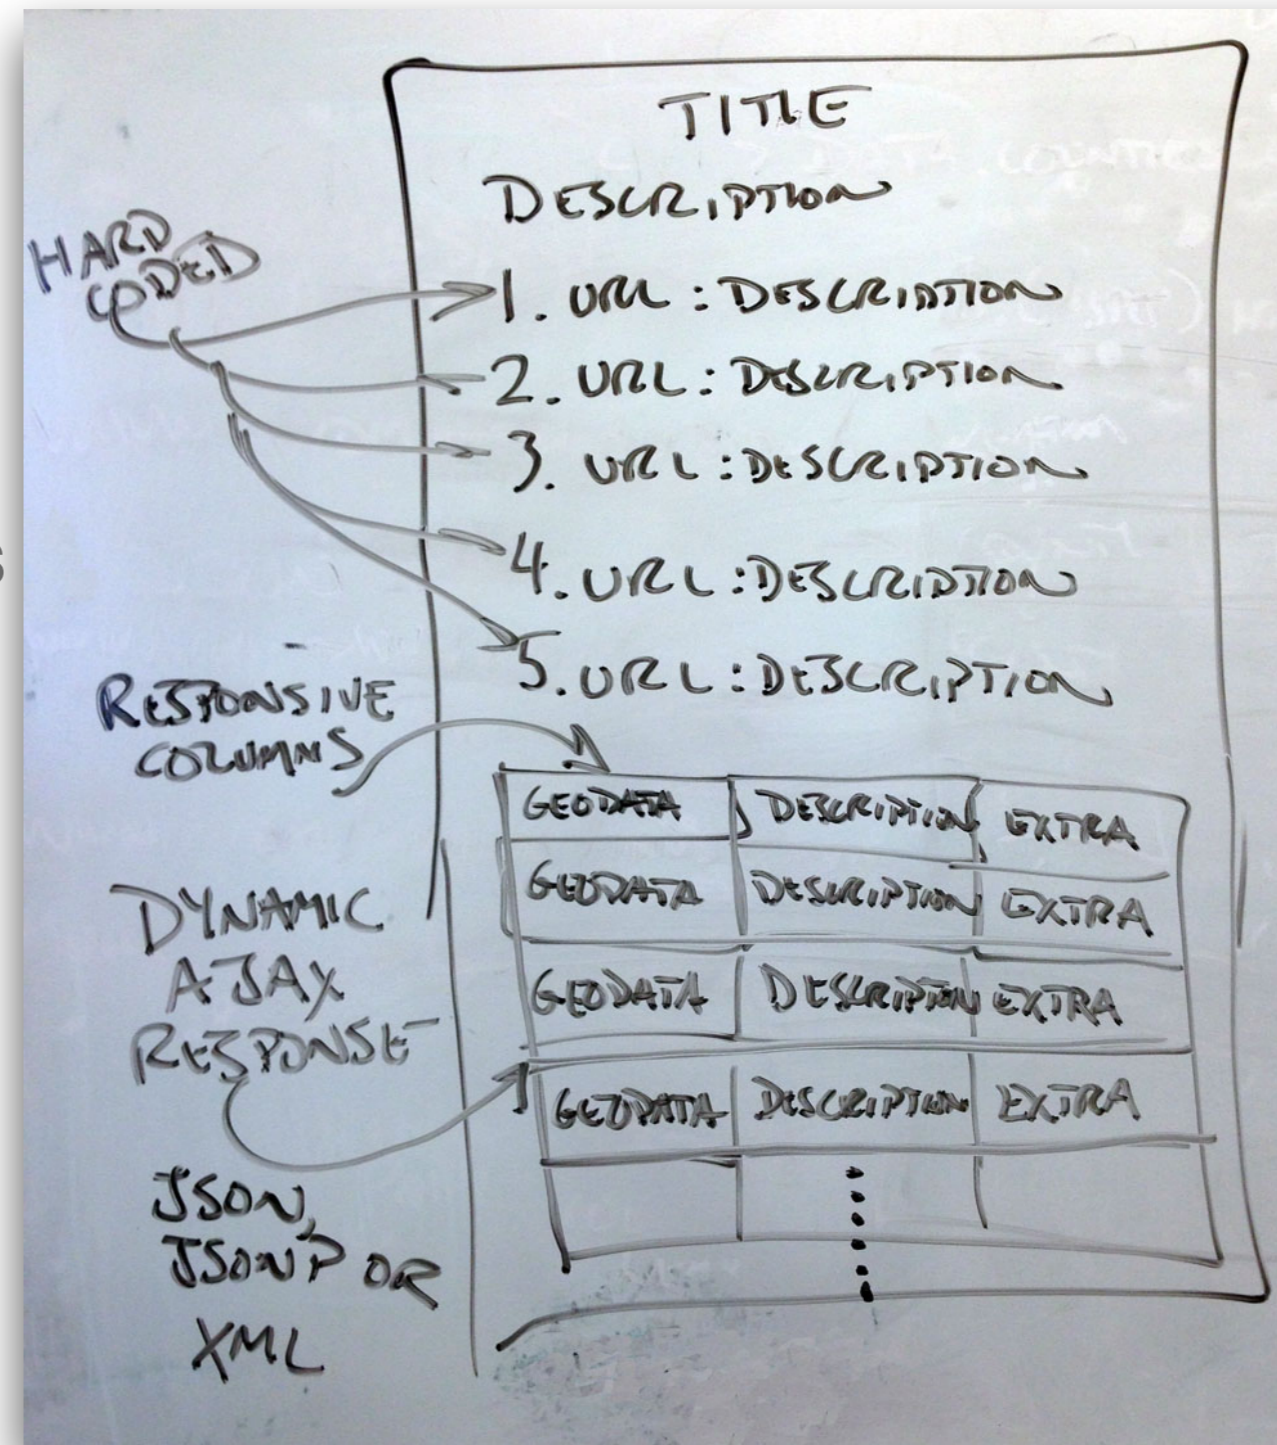 TITLE
DESCRIPTION
HARD
CODED
1. URL : DESCRIPTION
2. URL : DESCRIPTION
3. URL : DESCRIPTION
4. URL : DESCRIPTION
5. URL : DESCRIPTION
RESPONSIVE
COLUMNS
GEODATA DESCRIPTION EXTRA
GEODATA DESCRIPTION EXTRA
GEODATA DESCRIPTION EXTRA
GEODATA DESCRIPTION EXTRA
DYNAMIC
AJAX
RESPONSE
JSON,
JSONP OR
XML